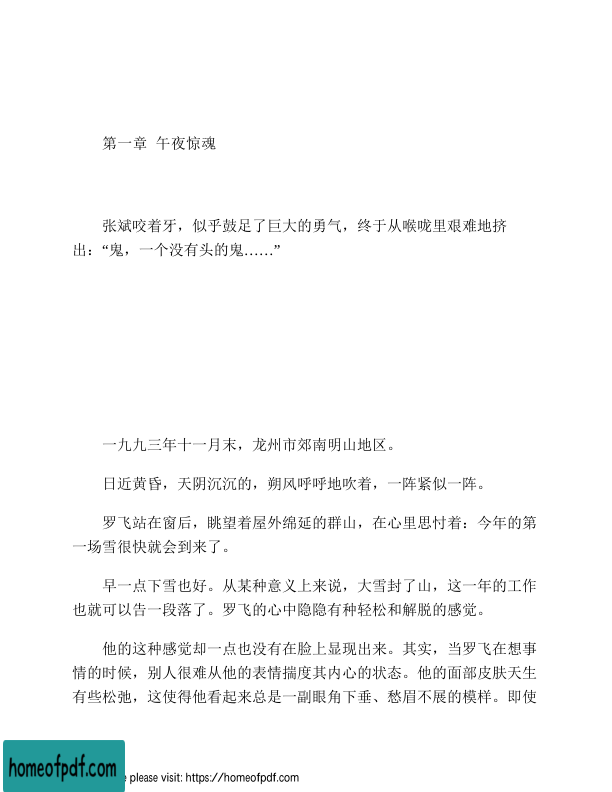 第一章 午夜惊魂
张斌咬着牙，似乎鼓足了巨大的勇气，终于从喉咙里艰难地挤
出：“鬼，一个没有头的鬼……”
一九九三年十一月末，龙州市郊南明山地区。
日近黄昏，天阴沉沉的，朔风呼呼地吹着，一阵紧似一阵。
罗飞站在窗后，眺望着屋外绵延的群山，在心里思忖着：今年的第
一场雪很快就会到来了。
早一点下雪也好。从某种意义上来说，大雪封了山，这一年的工作
也就可以告一段落了。罗飞的心中隐隐有种轻松和解脱的感觉。
他的这种感觉却一点也没有在脸上显现出来。其实，当罗飞在想事
情的时候，别人很难从他的表情揣度其内心的状态。他的面部皮肤天生
有些松弛，这使得他看起来总是一副眼角下垂、愁眉不展的模样。即使
homeofpdf.com
e please visit: https://homeofpdf.com